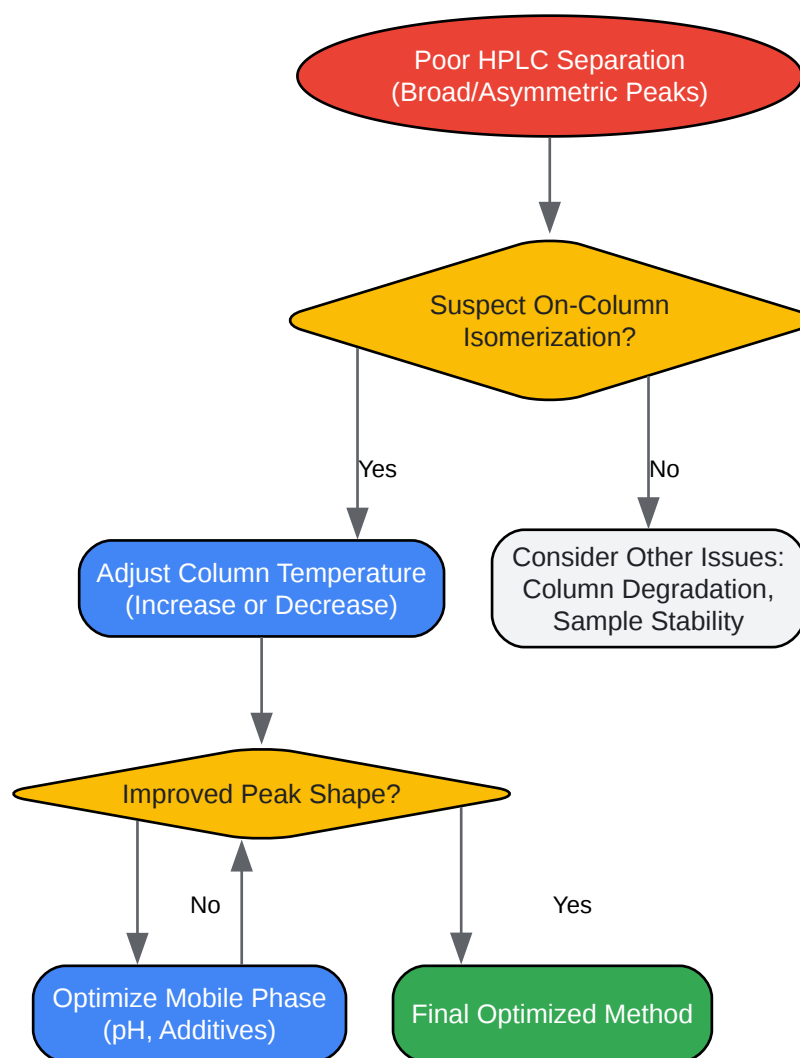 Poor HPLC Separation
(Broad/Asymmetric Peaks)
Suspect On-Column
Isomerization?
Yes
No
Adjust Column Temperature
(Increase or Decrease)
Consider Other Issues:
Column Degradation,
Sample Stability
Improved Peak Shape?
No
Yes
Optimize Mobile Phase
(pH, Additives)
Final Optimized Method